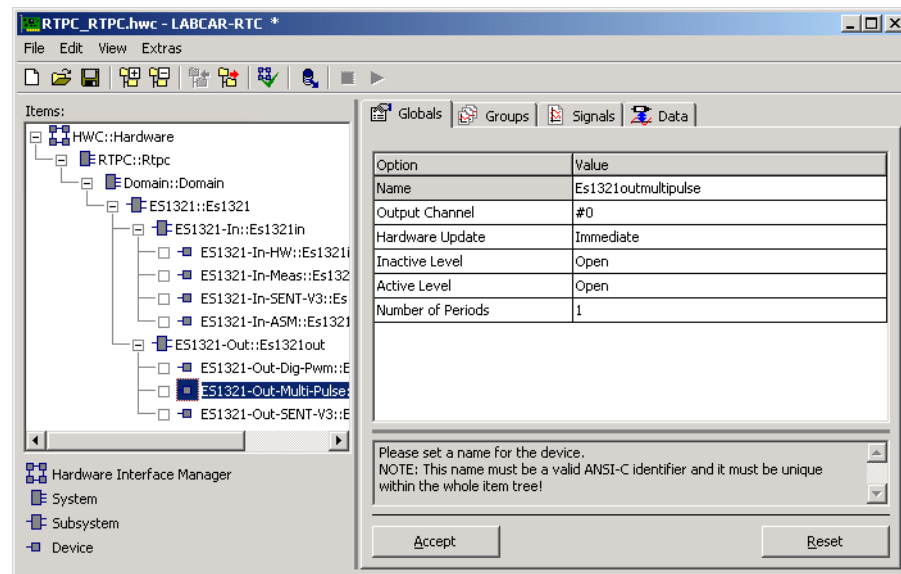 RTPC_RTPC.hwc - LABCAR-RTC *
File Edit View Extras
Items:
HWC::Hardware
RTPC::Rtpc
Domain::Domain
ES1321::Es1321
ES1321-In::Es1321in
ES1321-In-HW::Es1321i
ES1321-In-Meas::Es132
ES1321-In-SENT-V3::Es
ES1321-In-ASM::Es1321
ES1321-Out::Es1321out
ES1321-Out-Dig-Pwm::E
ES1321-Out-Multi-Pulse:
ES1321-Out-SENT-V3::E
Hardware Interface Manager
System
Subsystem
Device
Globals Groups Signals Data
Option Value
Name Es1321outmultipulse
Output Channel #0
Hardware Update Immediate
Inactive Level Open
Active Level Open
Number of Periods 1
Please set a name for the device.
NOTE: This name must be a valid ANSI-C identifier and it must be unique
within the whole item tree!
Accept Reset